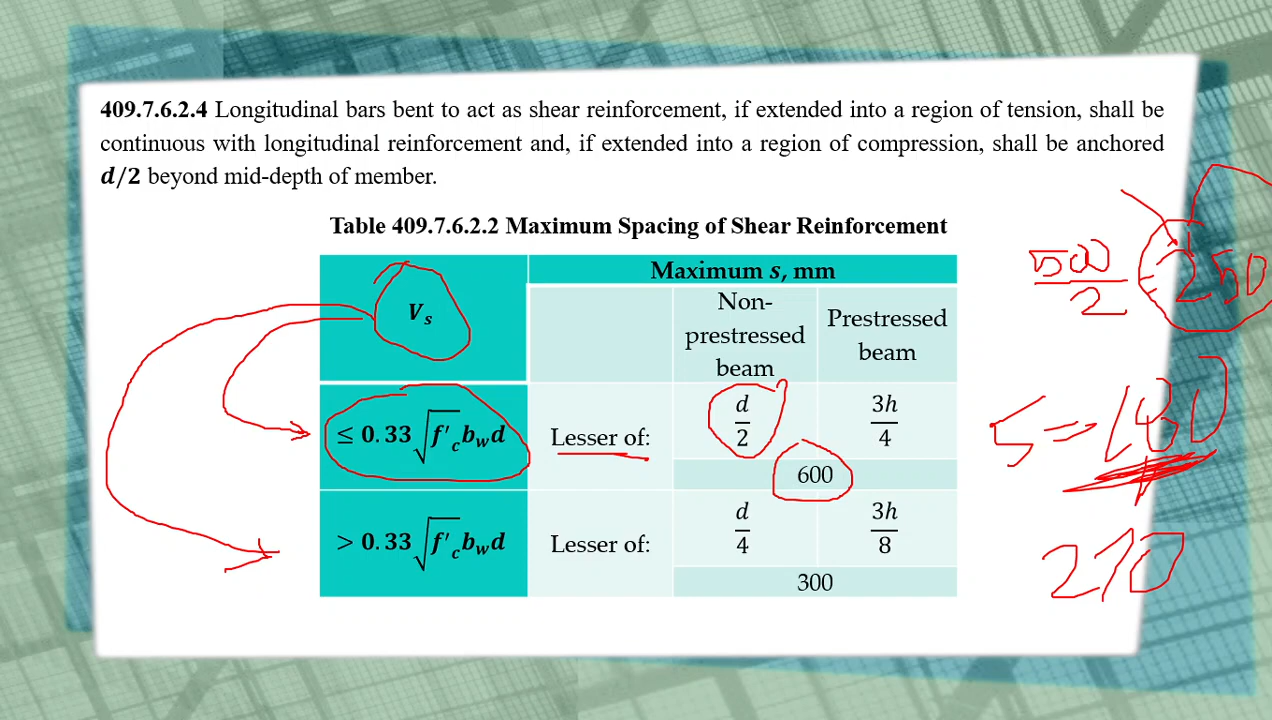 409.7.6.2.4 Longitudinal bars bent to act as shear reinforcement, if extended into a region of tension, shall be
continuous with longitudinal reinforcement and, if extended into a region of compression, shall be anchored
d/2 beyond mid-depth of member.
Table 409.7.6.2.2 Maximum Spacing of Shear Reinforcement
Vs
Maximum s, mm
Non-
prestressed
beam
Prestressed
beam
≤ 0.33 √f'c bwd
Lesser of:
d/2
3h/4
600
> 0.33 √f'c bwd
Lesser of:
d/4
3h/8
300
500/2 = 250
S = 180
210